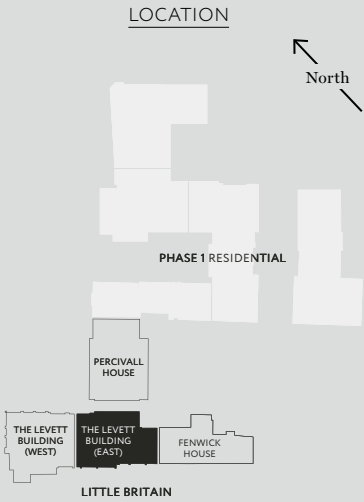 LOCATION
North
PHASE 1 RESIDENTIAL
PERCIVALL
HOUSE
THE LEVETT
BUILDING
(WEST)
THE LEVETT
BUILDING
(EAST)
FENWICK
HOUSE
LITTLE BRITAIN